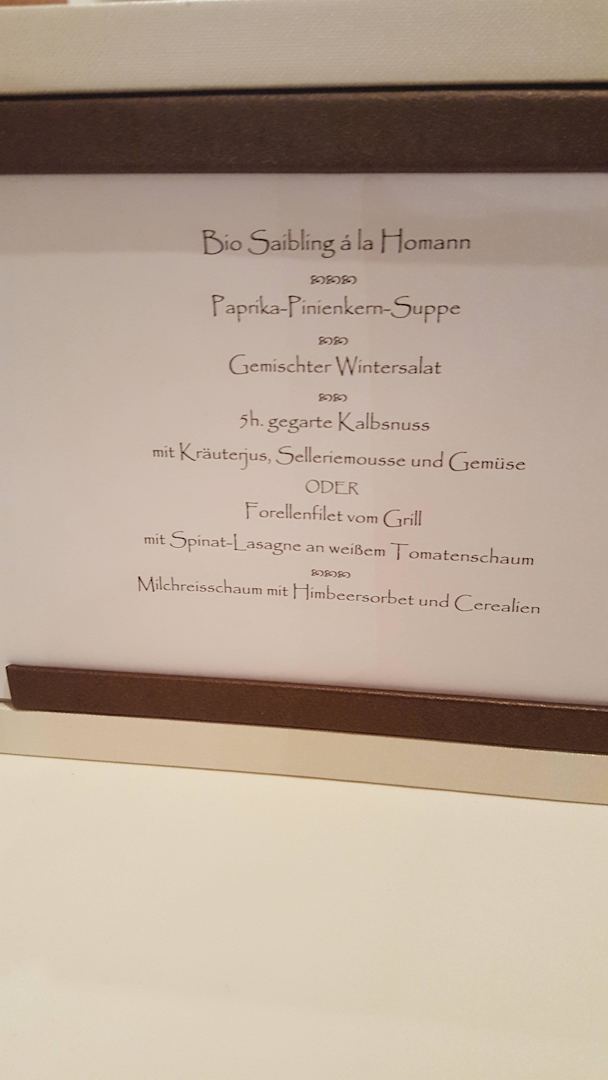 Bio Saibling á la Homann
Paprika-Pinienkern-Suppe
Gemischter Wintersalat
5h. gegarte Kalbsnuss
mit Kräuterjus, Selleriemousse und Gemüse
ODER
Forellenfilet vom Grill
mit Spinat-Lasagne an weißem Tomatenschaum
Milchreisschaum mit Himbeersorbet und Cerealien